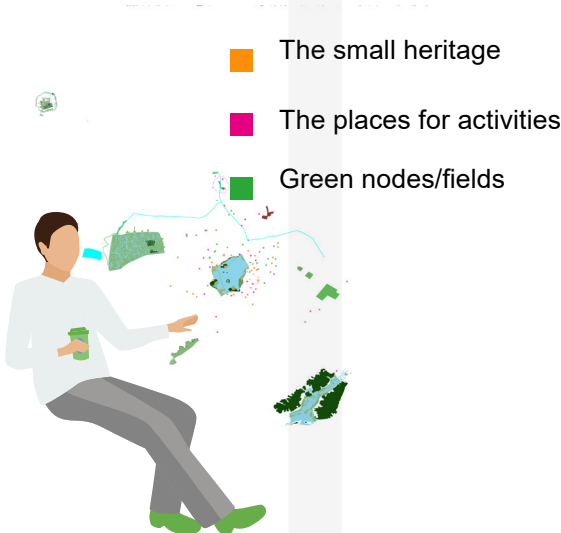 The small heritage
The places for activities
Green nodes/fields